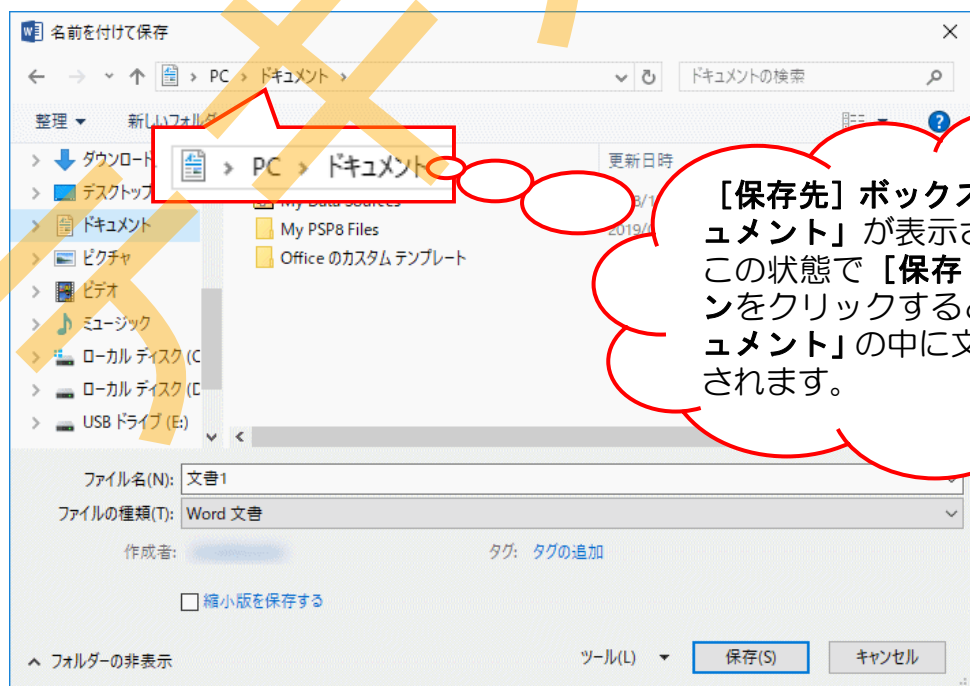 名前を付けて保存
PC › ドキュメント ›
ドキュメントの検索
整理
新しいフォルダ
更新日時
PC › ドキュメント
ダウンロード
デスクトップ
ドキュメント
ピクチャ
ビデオ
ミュージック
ローカル ディスク (C
ローカル ディスク (D
USB ドライブ (E:)
My Data Sources
My PSP8 Files
2019/0
Office のカスタム テンプレート
[保存先] ボックス
ュメント」が表示さ
この状態で [保存
ンをクリックすると
ュメント」の中に文
されます。
ファイル名(N): 文書1
ファイルの種類(T): Word 文書
作成者:
タグ: タグの追加
縮小版を保存する
フォルダーの非表示
ツール(L)
保存(S)
キャンセル